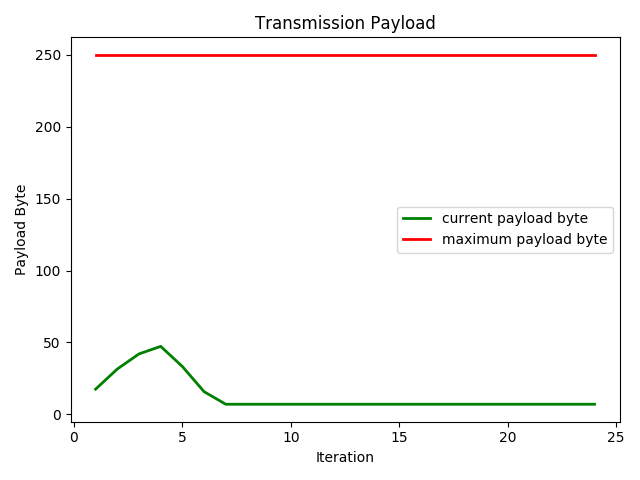 Transmission Payload
250
200
150
100
50
0
Payload Byte
current payload byte
maximum payload byte
0 5 10 15 20 25
Iteration